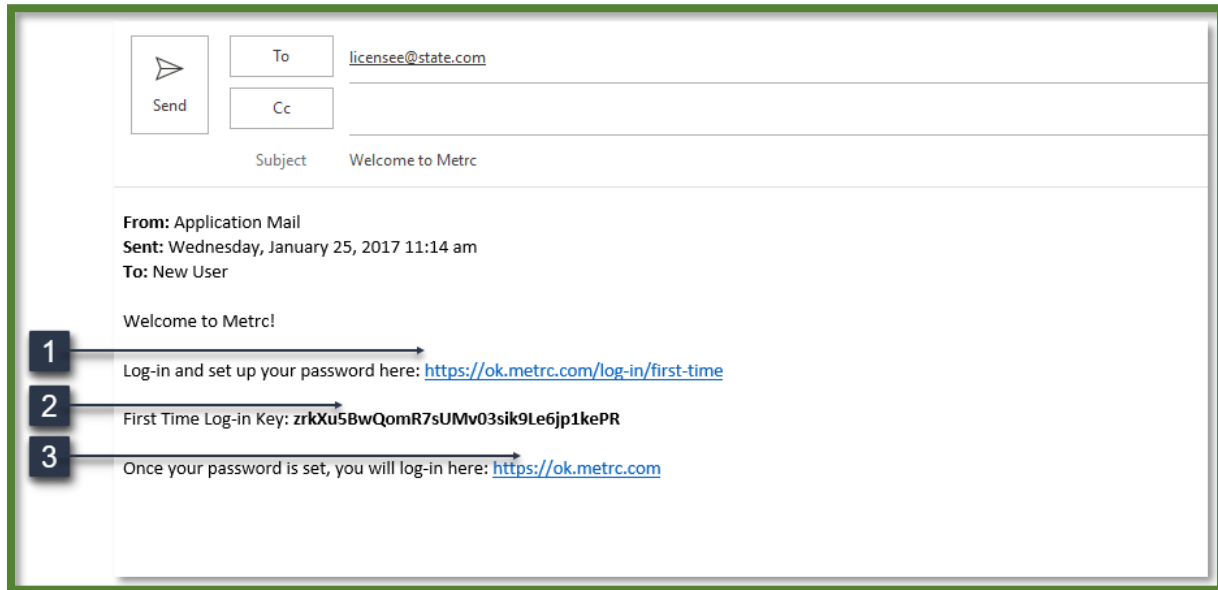 To
licensee@state.com
Send
Cc
Subject
Welcome to Metrc
From: Application Mail
Sent: Wednesday, January 25, 2017 11:14 am
To: New User
Welcome to Metrc!
1
Log-in and set up your password here: https://ok.metrc.com/log-in/first-time
2
First Time Log-in Key: zrkXu5BwQomR7sUMv03sik9Le6jp1kePR
3
Once your password is set, you will log-in here: https://ok.metrc.com